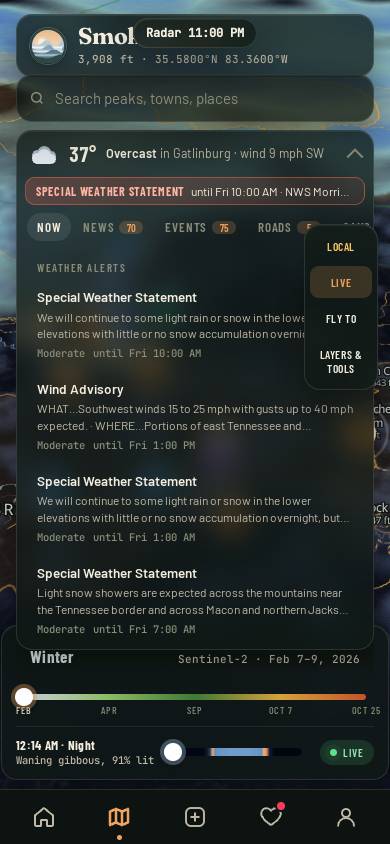 Radar 11:00 PM
3,908 ft · 35.5800°N 83.3600°W
Search peaks, towns, places
37° Overcast in Gatlinburg · wind 9 mph SW
SPECIAL WEATHER STATEMENT until Fri 10:00 AM · NWS Morri…
NOW NEWS 70 EVENTS 75 ROADS
LOCAL
LIVE
FLY TO
LAYERS &
TOOLS
WEATHER ALERTS
Special Weather Statement
We will continue to some light rain or snow in the
elevations with little or no snow accumulation
Moderate until Fri 10:00 AM
Wind Advisory
WHAT...Southwest winds 15 to 25 mph with gusts up to 40 mph
expected. · WHERE...Portions of east Tennessee and…
Moderate until Fri 1:00 PM
Special Weather Statement
We will continue to some light rain or snow in the lower
elevations with little or no snow accumulation overnight, but…
Moderate until Fri 1:00 AM
Special Weather Statement
Light snow showers are expected across the mountains near
the Tennessee border and across Macon and northern Jacks…
Moderate until Fri 7:00 AM
Winter Sentinel-2 · Feb 7–9, 2026
FEB APR SEP OCT 7 OCT 25
12:14 AM · Night
Waning gibbous, 91% lit
LIVE